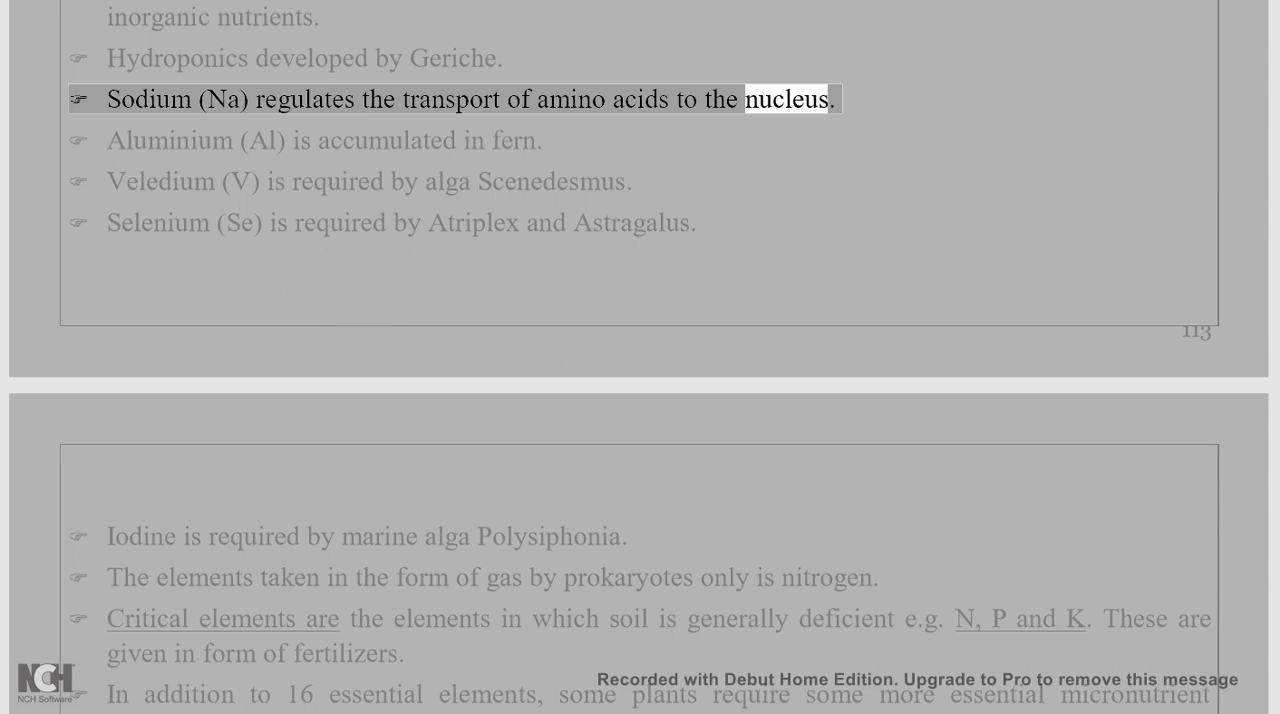 inorganic nutrients.
☞ Hydroponics developed by Geriche.
☞ Sodium (Na) regulates the transport of amino acids to the nucleus.
☞ Aluminium (Al) is accumulated in fern.
☞ Veledium (V) is required by alga Scenedesmus.
☞ Selenium (Se) is required by Atriplex and Astragalus.
113
☞ Iodine is required by marine alga Polysiphonia.
☞ The elements taken in the form of gas by prokaryotes only is nitrogen.
☞ Critical elements are the elements in which soil is generally deficient e.g. N, P and K. These are
given in form of fertilizers.
NCH
NCH Software
Recorded with Debut Home Edition. Upgrade to Pro to remove this message
☞ In addition to 16 essential elements, some plants require some more essential micronutrient